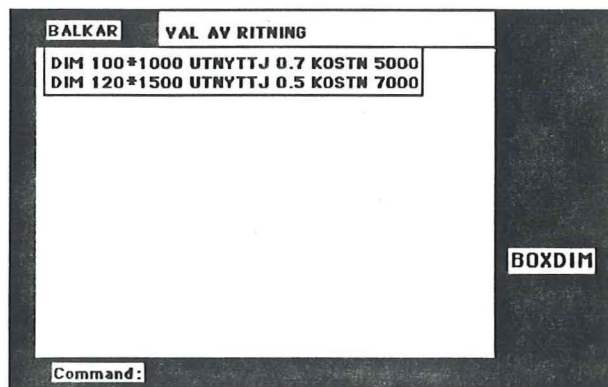 BALKAR
VAL AV RITNING
DIM 100*1000 UTNYTTJ 0.7 KOSTN 5000
DIM 120*1500 UTNYTTJ 0.5 KOSTN 7000
BOXDIM
Command: